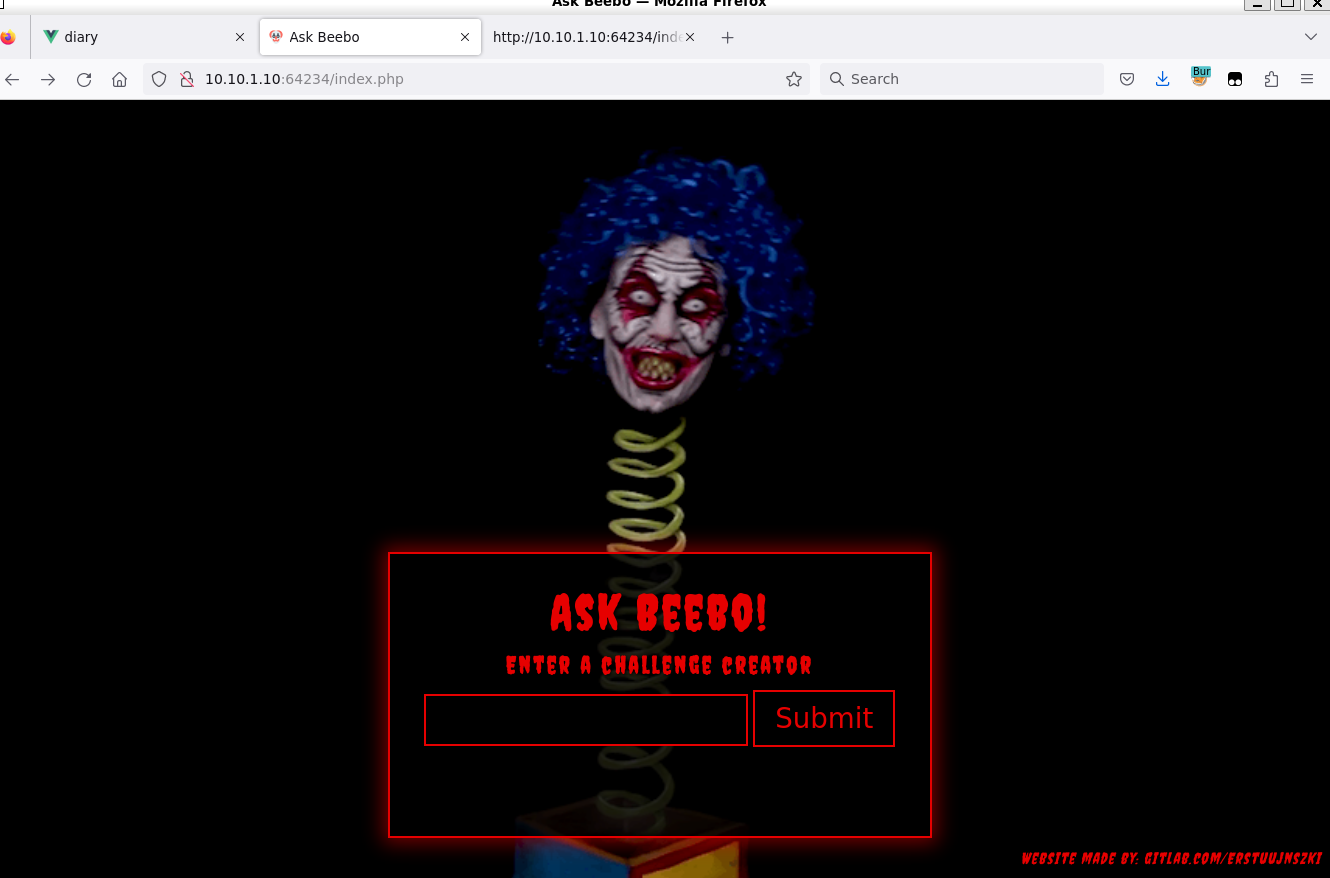 Ask Beebo — Mozilla Firefox
diary
Ask Beebo
http://10.10.1.10:64234/inde
10.10.1.10:64234/index.php
Search
Bur
ASK BEEBO!
ENTER A CHALLENGE CREATOR
Submit
WEBSITE MADE BY: GITLAB.COM/ERSTUUJNSZKI